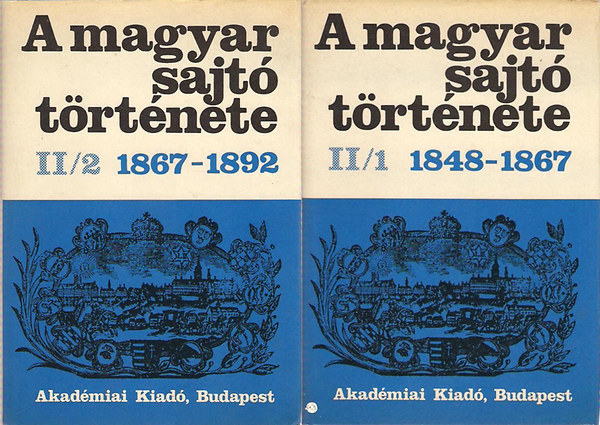 A magyar
sajtó
története
II/2 1867-1892
Akadémiai Kiadó, Budapest
A magyar
sajtó
története
II/1 1848-1867
Akadémiai Kiadó, Budapest